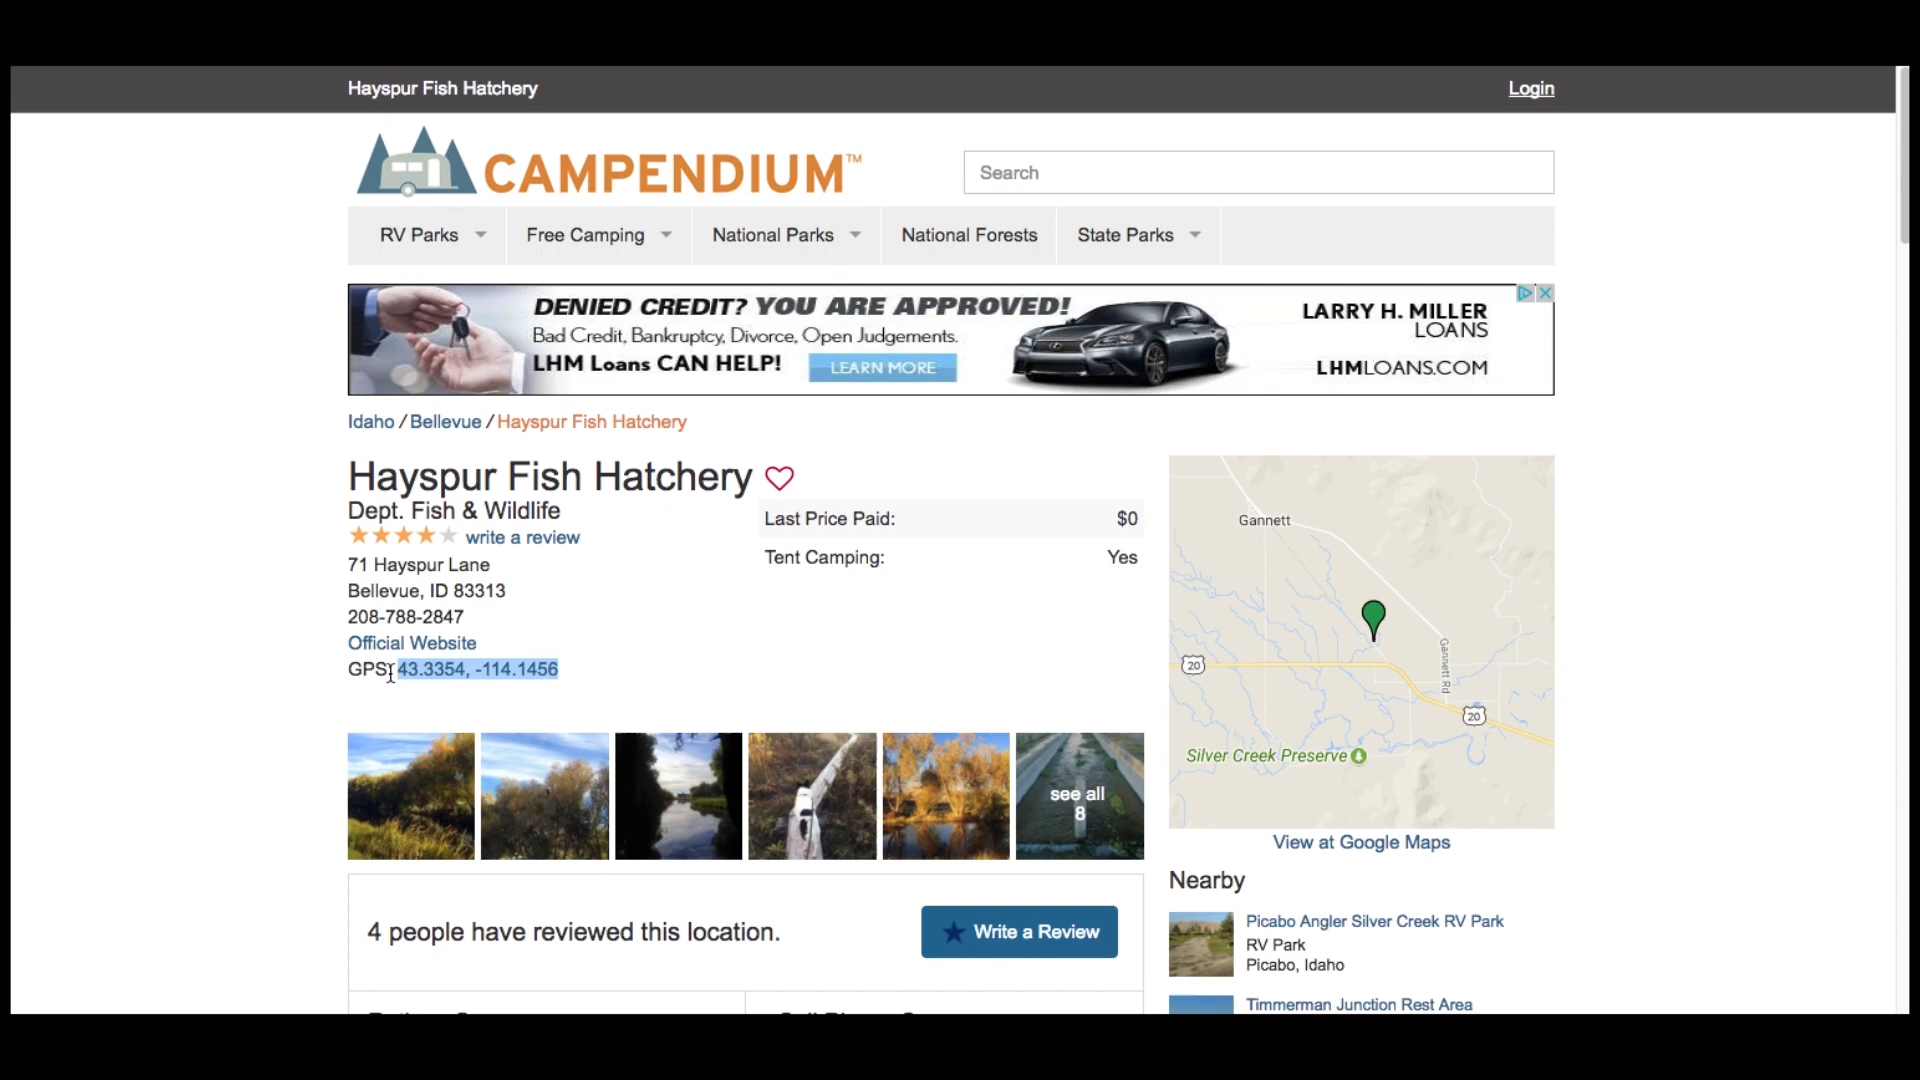 Hayspur Fish Hatchery
Login
CAMPENDIUM™
Search
RV Parks
Free Camping
National Parks
National Forests
State Parks
DENIED CREDIT? YOU ARE APPROVED!
Bad Credit, Bankruptcy, Divorce, Open Judgements.
LHM Loans CAN HELP!
LEARN MORE
LARRY H. MILLER
LOANS
LHMLOANS.COM
Idaho / Bellevue / Hayspur Fish Hatchery
Hayspur Fish Hatchery
Dept. Fish & Wildlife
write a review
71 Hayspur Lane
Bellevue, ID 83313
208-788-2847
Official Website
GPS: 43.3354, -114.1456
Last Price Paid: $0
Tent Camping: Yes
Gannett
Gannett Rd
20
20
Silver Creek Preserve
View at Google Maps
see all
8
4 people have reviewed this location.
Write a Review
Nearby
Picabo Angler Silver Creek RV Park
RV Park
Picabo, Idaho
Timmerman Junction Rest Area